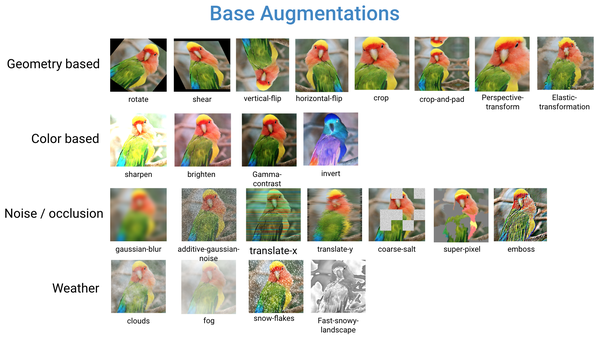 Base Augmentations
Geometry based
rotate
shear
vertical-flip
horizontal-flip
crop
crop-and-pad
Perspective-
transform
Elastic-
transformation
Color based
sharpen
brighten
Gamma-
contrast
invert
Noise / occlusion
gaussian-blur
additive-gaussian-
noise
translate-x
translate-y
coarse-salt
super-pixel
emboss
Weather
clouds
fog
snow-flakes
Fast-snowy-
landscape